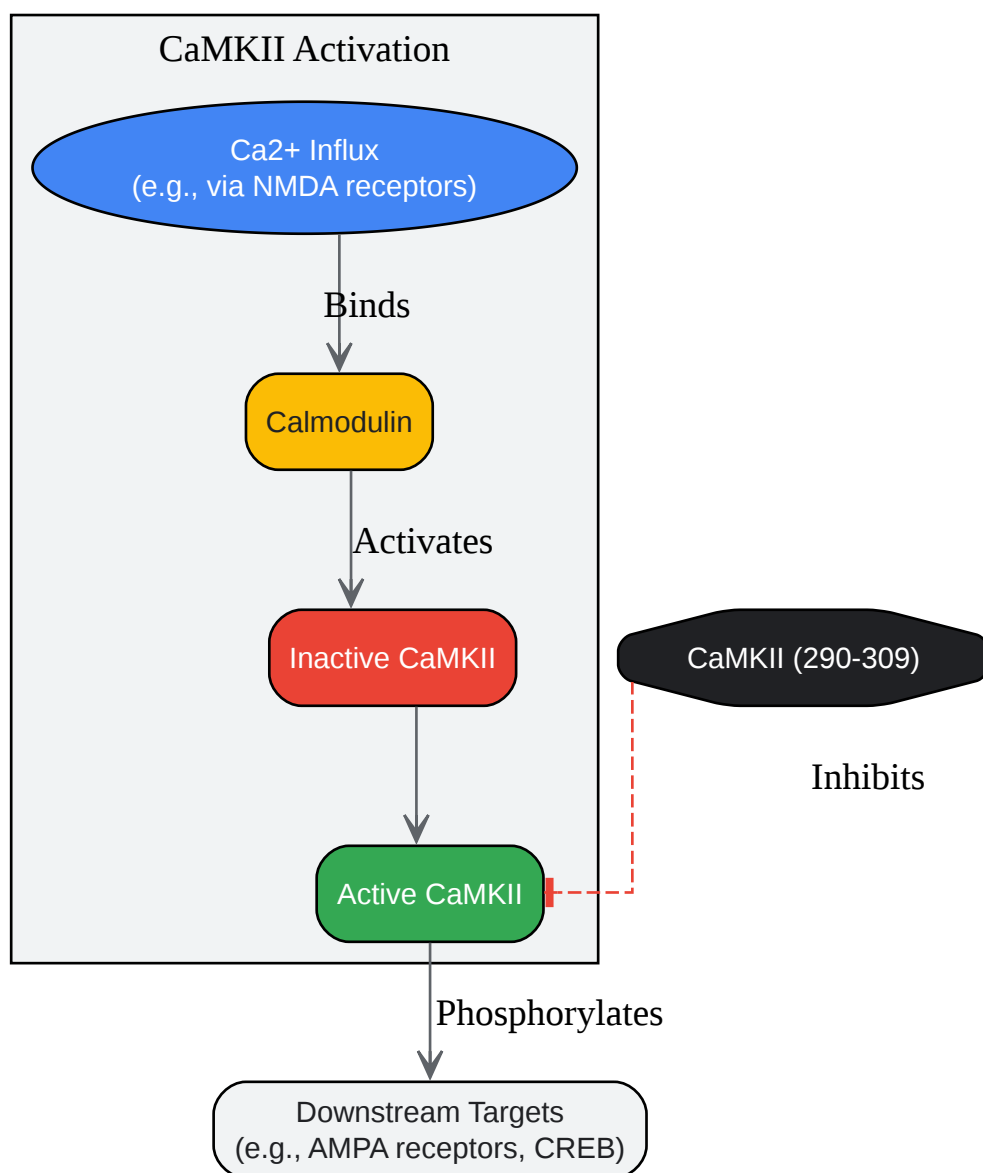 CaMKII Activation
Ca2+ Influx
(e.g., via NMDA receptors)
Binds
Calmodulin
Activates
Inactive CaMKII
CaMKII (290-309)
Inhibits
Active CaMKII
Phosphorylates
Downstream Targets
(e.g., AMPA receptors, CREB)